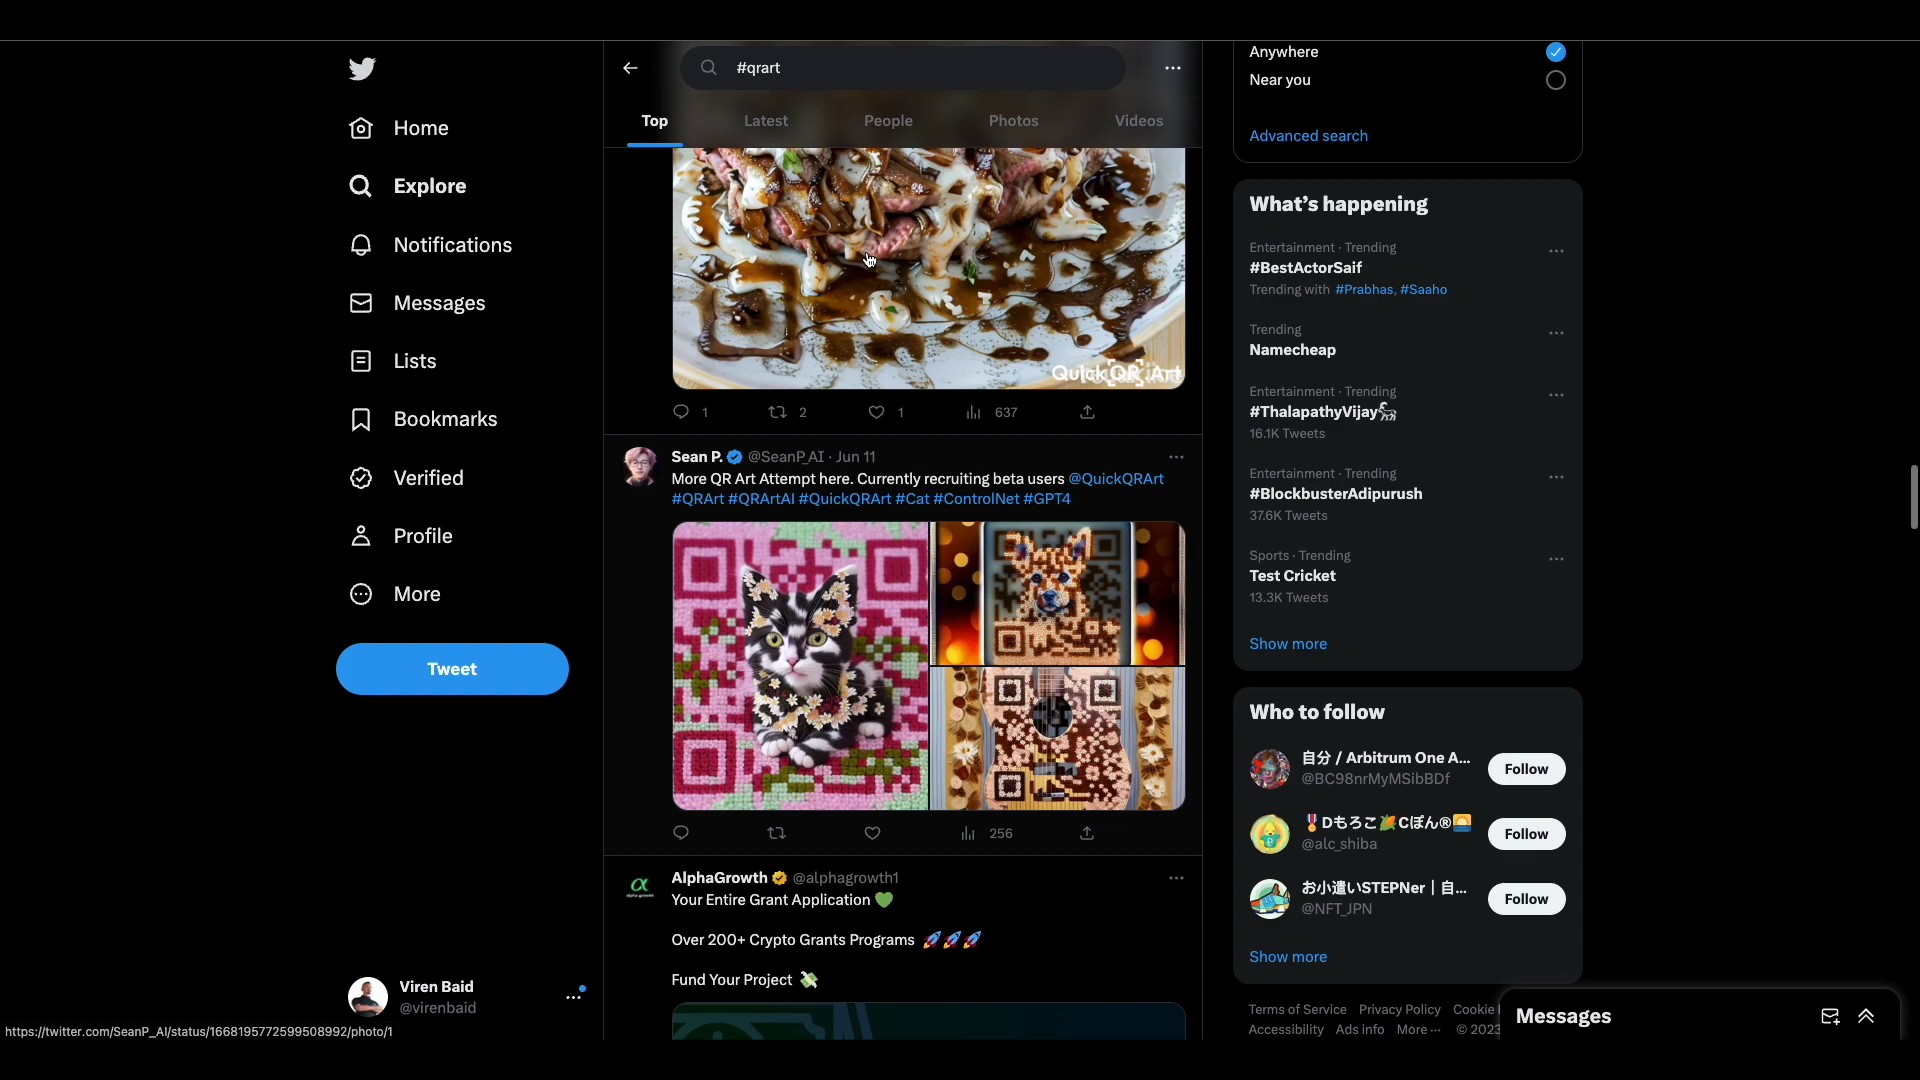 Home
Explore
Notifications
Messages
Lists
Bookmarks
Verified
Profile
More
Tweet
Viren Baid
@virenbaid
https://twitter.com/SeanP_AI/status/1668195772599508992/photo/1
#qrart
Top Latest People Photos Videos
QuickQR.Art
1 2 1 637
Sean P. @SeanP_AI · Jun 11
More QR Art Attempt here. Currently recruiting beta users @QuickQRArt
#QRArt #QRArtAI #QuickQRArt #Cat #ControlNet #GPT4
256
AlphaGrowth @alphagrowth1
Your Entire Grant Application 💚
Over 200+ Crypto Grants Programs 🚀🚀🚀
Fund Your Project 💸
Anywhere
Near you
Advanced search
What's happening
Entertainment · Trending
#BestActorSaif
Trending with #Prabhas, #Saaho
Trending
Namecheap
Entertainment · Trending
#ThalapathyVijay
16.1K Tweets
Entertainment · Trending
#BlockbusterAdipurush
37.6K Tweets
Sports · Trending
Test Cricket
13.3K Tweets
Show more
Who to follow
自分 / Arbitrum One A...
@BC98nrMyMSibBDf
Follow
🎖Dもろこ🌽Cぽん®🌅
@alc_shiba
Follow
お小遣いSTEPNer | 自...
@NFT_JPN
Follow
Show more
Terms of Service Privacy Policy Cookie
Accessibility Ads info More ··· © 2023
Messages